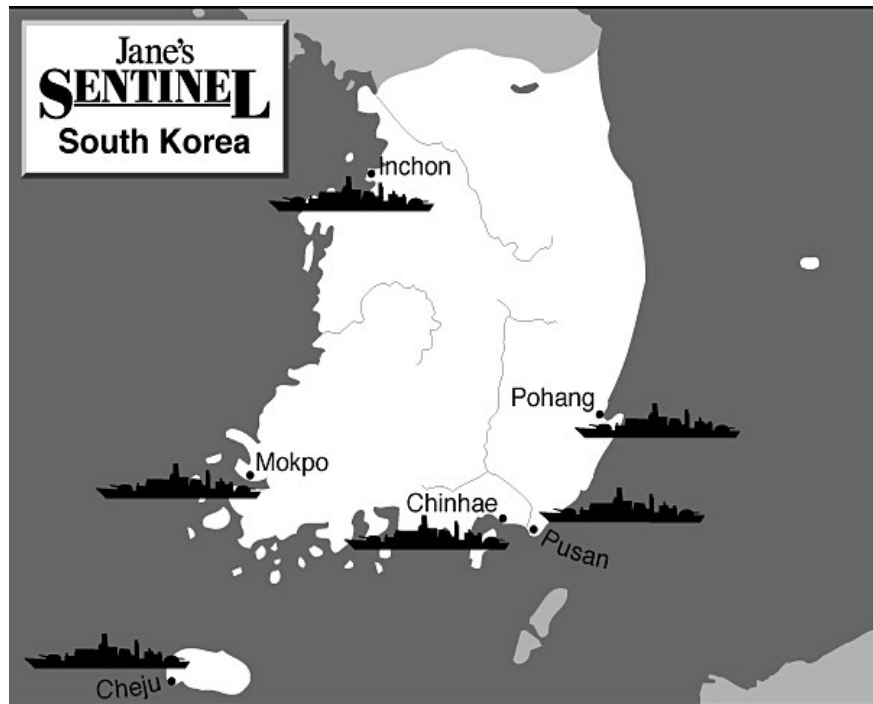 Jane's
SENTINEL
South Korea
Inchon
Pohang
Mokpo
Chinhae
Pusan
Cheju